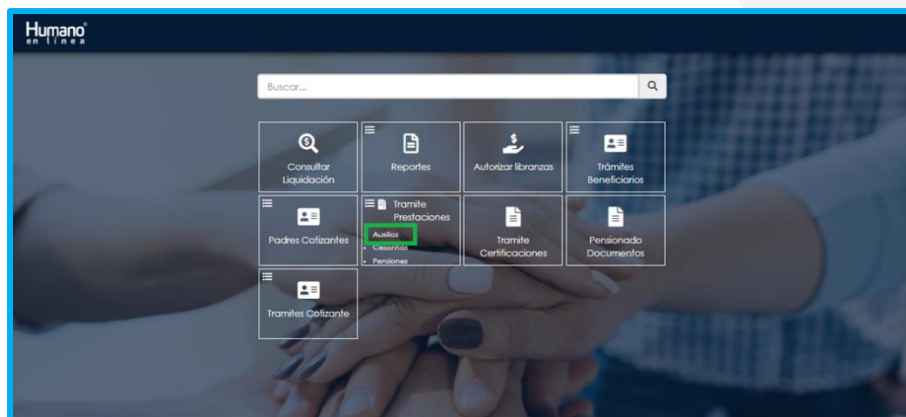 Humano®
en línea
Buscar...
Consultar
Liquidación
Reportes
Autorizar libranzas
Trámites
Beneficiarios
Padres Cotizantes
Tramite
Prestaciones
Auxilios
Cesantías
Pensiones
Tramite
Certificaciones
Pensionado
Documentos
Tramites Cotizante